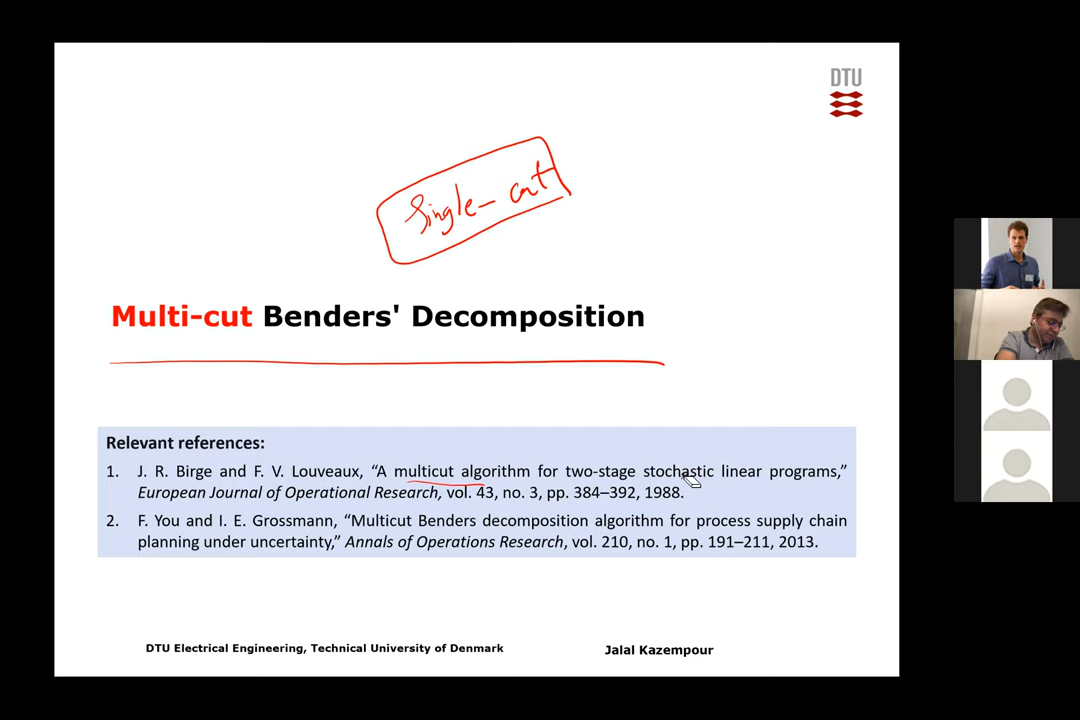 DTU
Single-cut
Multi-cut Benders' Decomposition
Relevant references:
1. J. R. Birge and F. V. Louveaux, “A multicut algorithm for two-stage stochastic linear programs,”
European Journal of Operational Research, vol. 43, no. 3, pp. 384–392, 1988.
2. F. You and I. E. Grossmann, “Multicut Benders decomposition algorithm for process supply chain
planning under uncertainty,” Annals of Operations Research, vol. 210, no. 1, pp. 191–211, 2013.
DTU Electrical Engineering, Technical University of Denmark
Jalal Kazempour